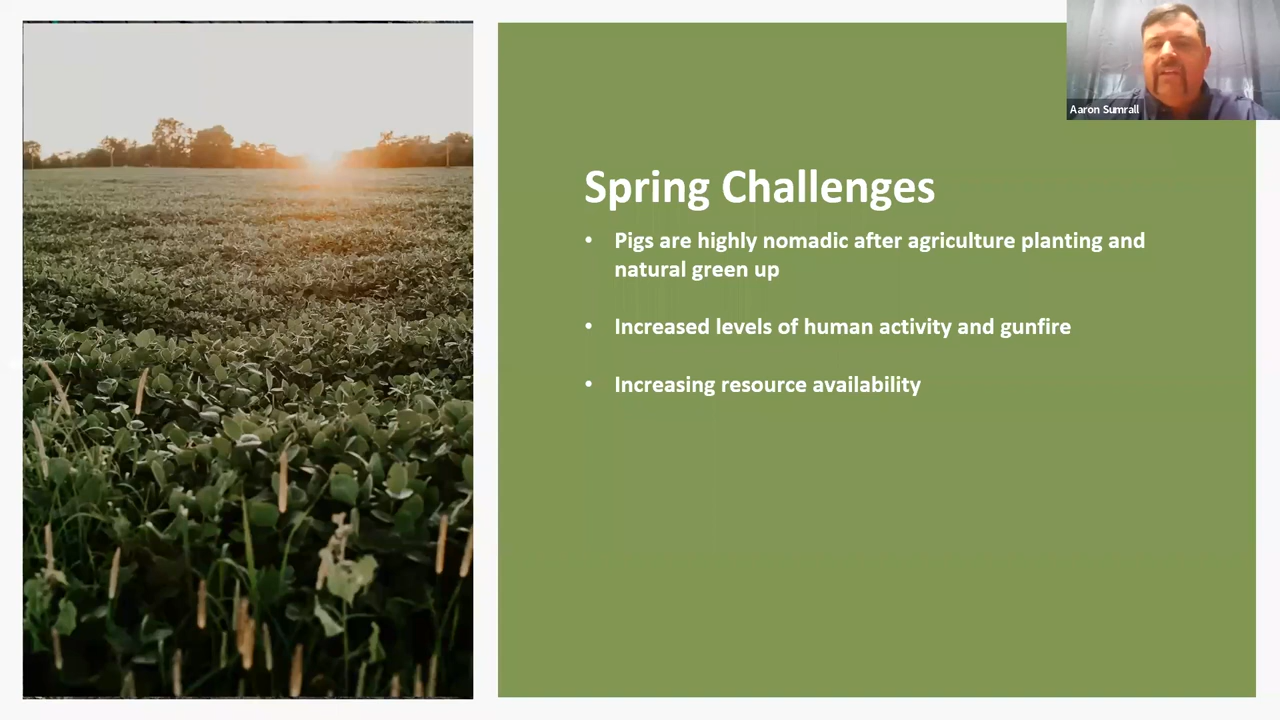 Aaron Sumrall
Spring Challenges
• Pigs are highly nomadic after agriculture planting and
natural green up
• Increased levels of human activity and gunfire
• Increasing resource availability